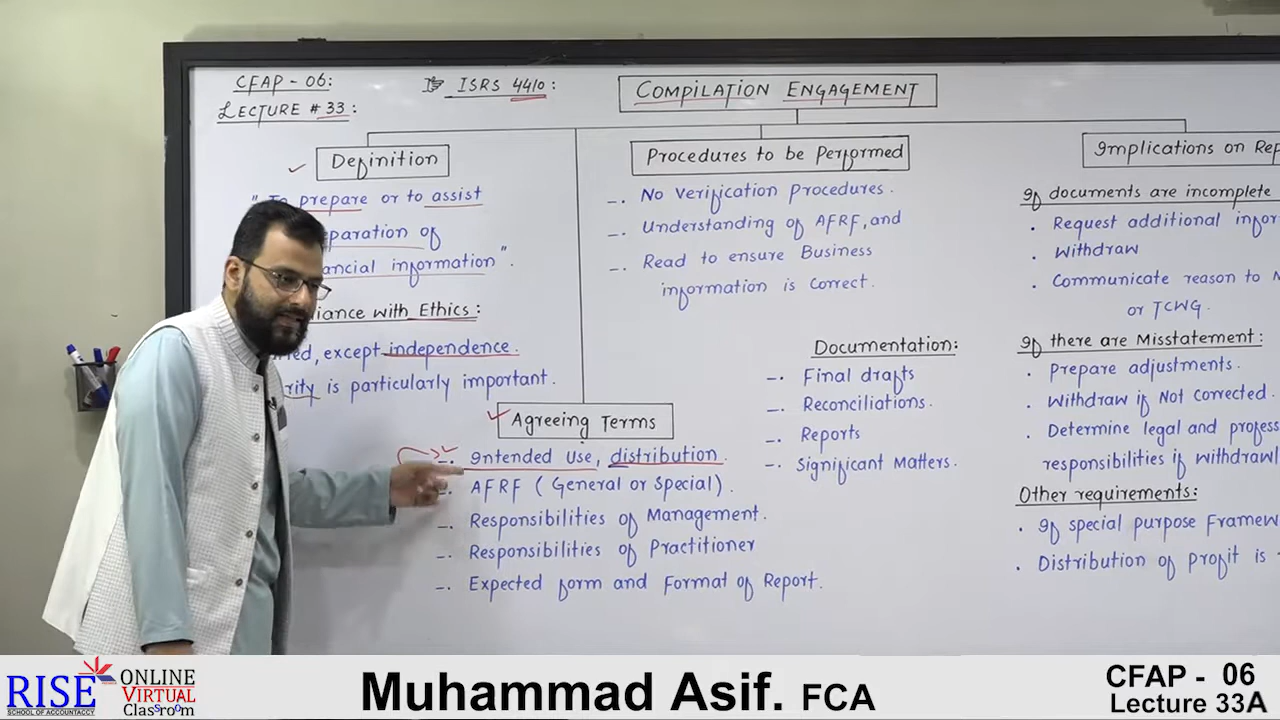 CFAP - 06:
LECTURE # 33:
ISRS 4410:
COMPILATION ENGAGEMENT
Definition
"To prepare or to assist
paration of
ancial information".
liance with Ethics:
ied, except independence.
rity is particularly important.
Agreeing Terms
-. Intended Use, distribution.
-. AFRF (General or Special).
-. Responsibilities of Management.
-. Responsibilities of Practitioner
-. Expected form and Format of Report.
Procedures to be Performed
-. No Verification Procedures.
-. Understanding of AFRF, and
-. Read to ensure Business
information is correct.
Documentation:
-. Final drafts
-. Reconciliations.
-. Reports
-. Significant Matters.
Implications on Rep
If documents are incomplete
. Request additional infor
. Withdraw
. Communicate reason to
or TCWG.
If there are Misstatement:
. Prepare adjustments.
. Withdraw if Not Corrected.
. Determine legal and profess
responsibilities if withdrawl
Other requirements:
. If special purpose Framew
. Distribution of Profit is
RISE
SCHOOL OF ACCOUNTANCY
ONLINE
VIRTUAL
Classroom
Muhammad Asif. FCA
CFAP - 06
Lecture 33A